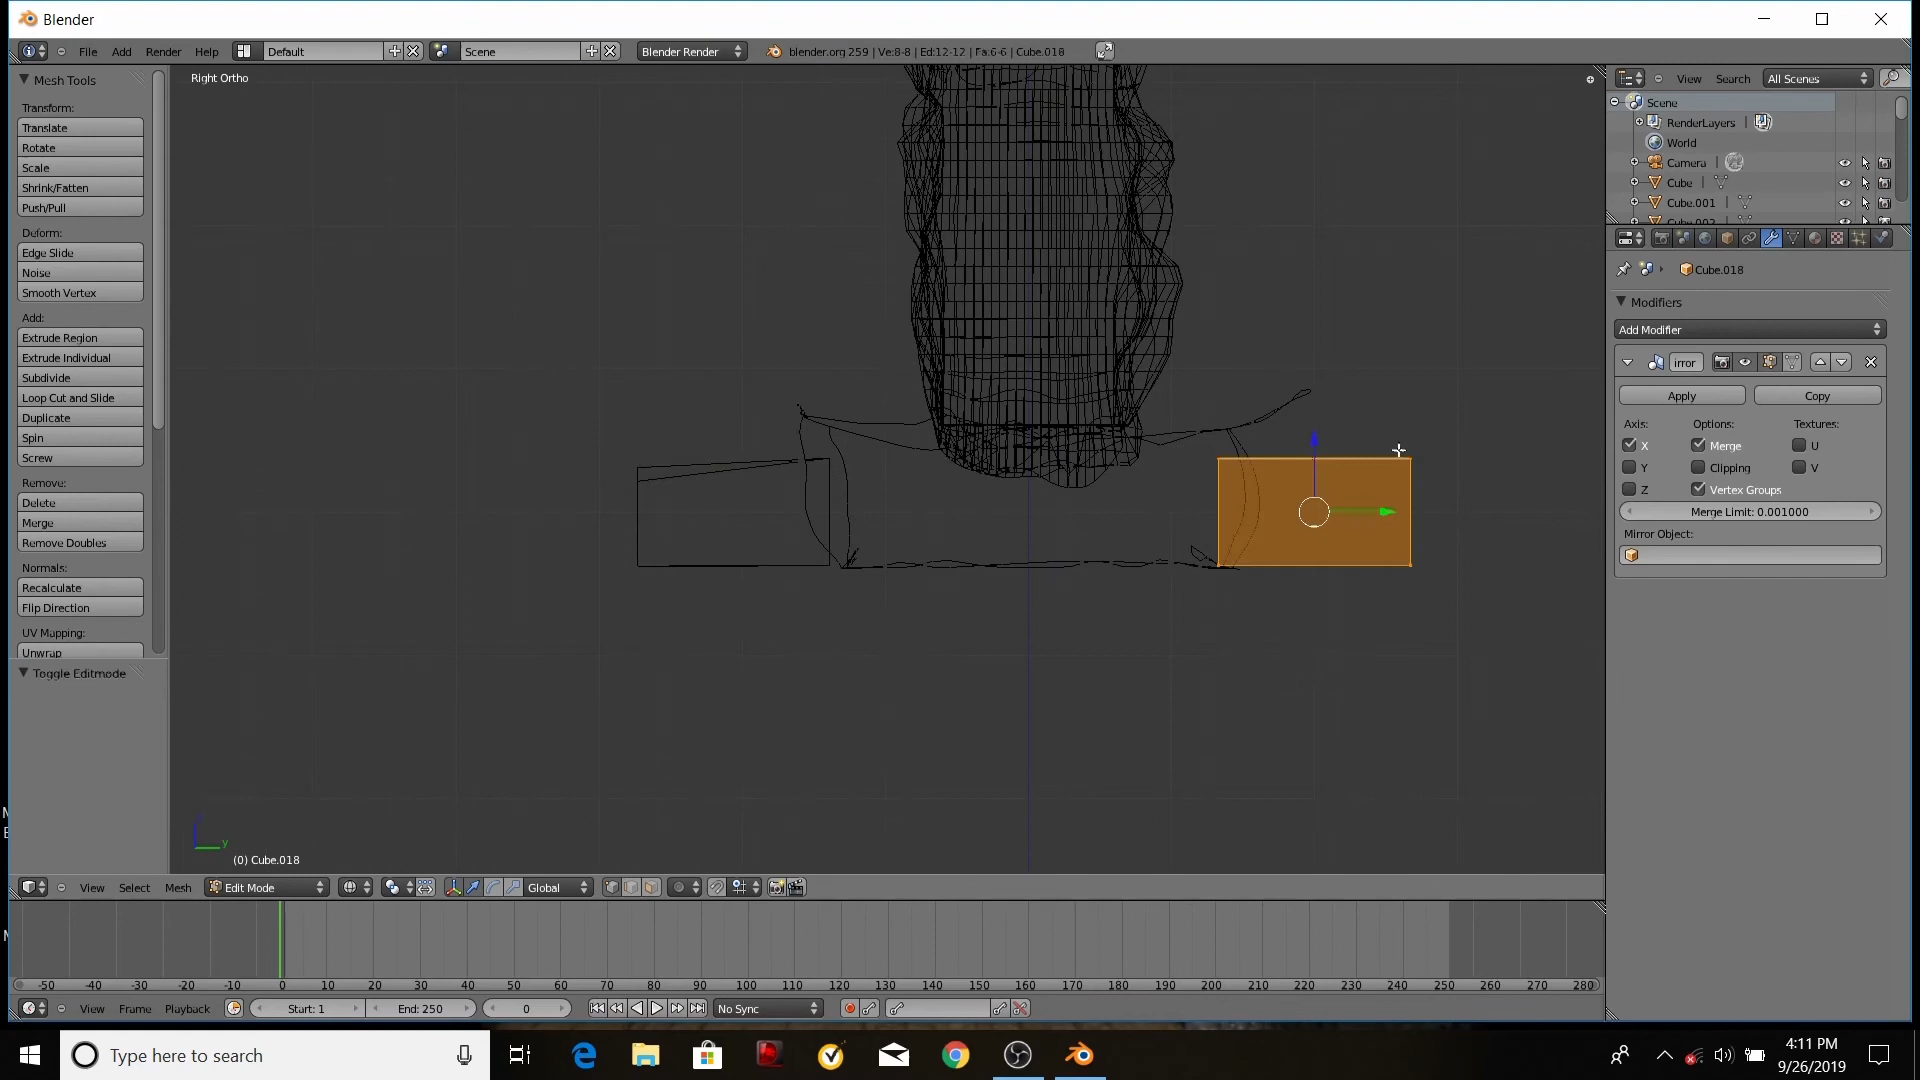 Blender
File Add Render Help Default Scene Blender Render blender.org 259 | Ve:8-8 | Ed:12-12 | Fa:6-6 | Cube.018
Mesh Tools
Transform:
Translate
Rotate
Scale
Shrink/Fatten
Push/Pull
Deform:
Edge Slide
Noise
Smooth Vertex
Add:
Extrude Region
Extrude Individual
Subdivide
Loop Cut and Slide
Duplicate
Spin
Screw
Remove:
Delete
Merge
Remove Doubles
Normals:
Recalculate
Flip Direction
UV Mapping:
Unwrap
Toggle Editmode
Right Ortho
y
(0) Cube.018
View Search All Scenes
Scene
RenderLayers |
World
Camera |
Cube |
Cube.001
Cube.002
Cube.018
Modifiers
Add Modifier
irror
Apply Copy
Axis: Options: Textures:
X Merge U
Y Clipping V
Z Vertex Groups
Merge Limit: 0.001000
Mirror Object:
View Select Mesh Edit Mode Global
-50 -40 -30 -20 -10 0 10 20 30 40 50 60 70 80 90 100 110 120 130 140 150 160 170 180 190 200 210 220 230 240 250 260 270 280
View Frame Playback Start: 1 End: 250 0 No Sync
Type here to search
4:11 PM
9/26/2019